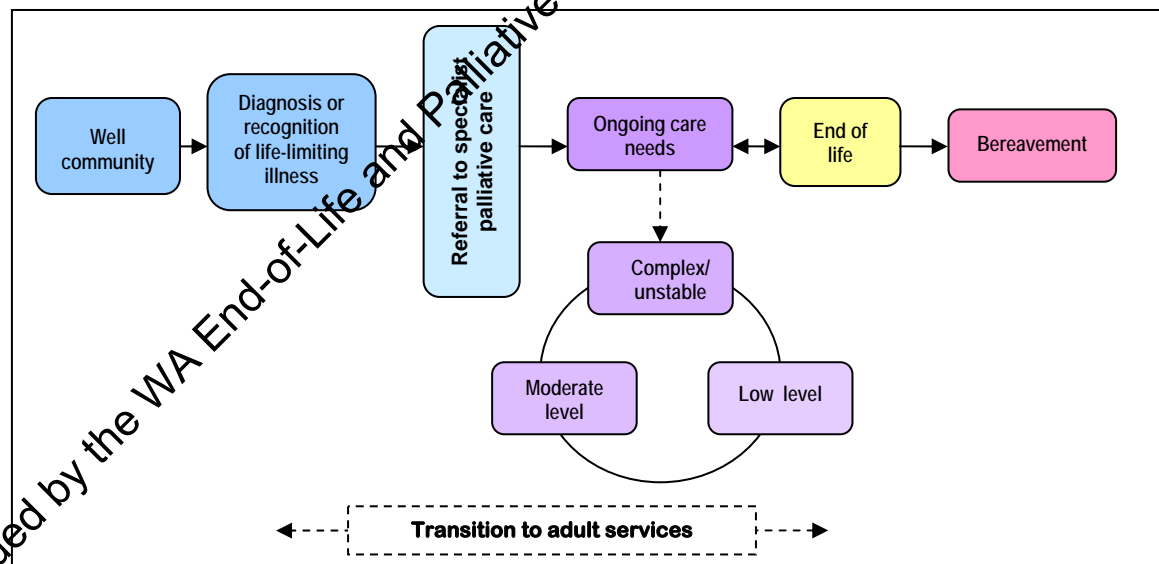 Well
community
Diagnosis or
recognition
of life-limiting
illness
Referral to specialist
palliative care
Ongoing care
needs
End of
life
Bereavement
Complex/
unstable
Moderate
level
Low level
Transition to adult services
by the WA End-of-Life and Palliative